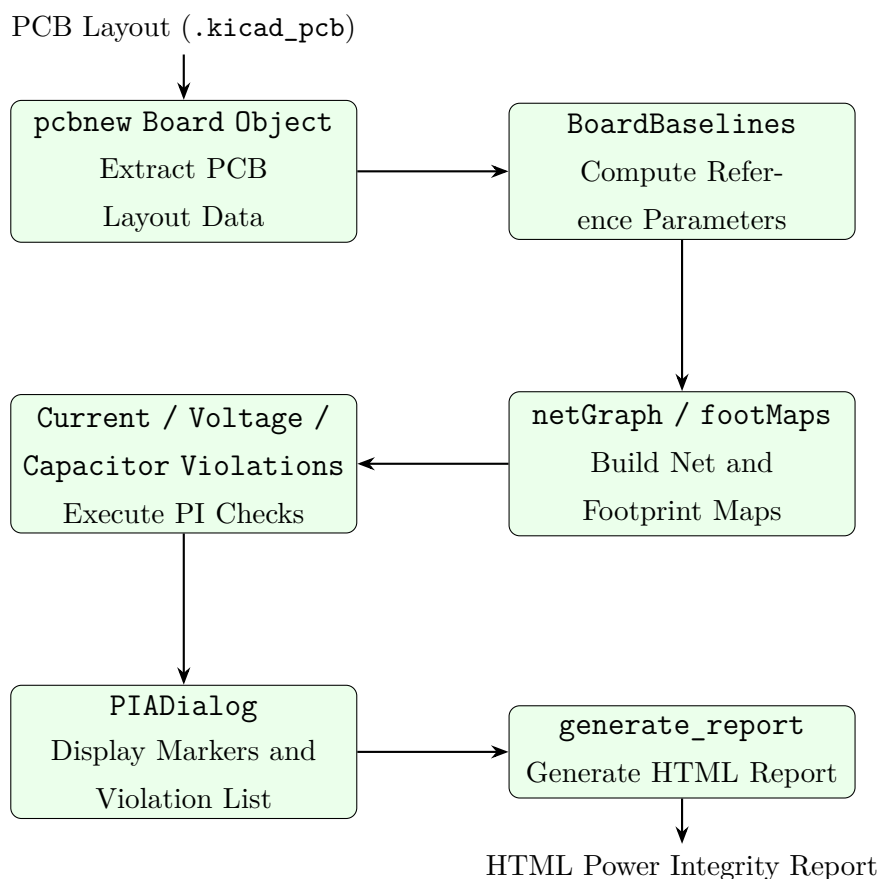 PCB Layout (.kicad_pcb)
pcbnew Board Object
Extract PCB
Layout Data
BoardBaselines
Compute Refer-
ence Parameters
netGraph / footMaps
Build Net and
Footprint Maps
Current / Voltage /
Capacitor Violations
Execute PI Checks
PIADialog
Display Markers and
Violation List
generate_report
Generate HTML Report
HTML Power Integrity Report